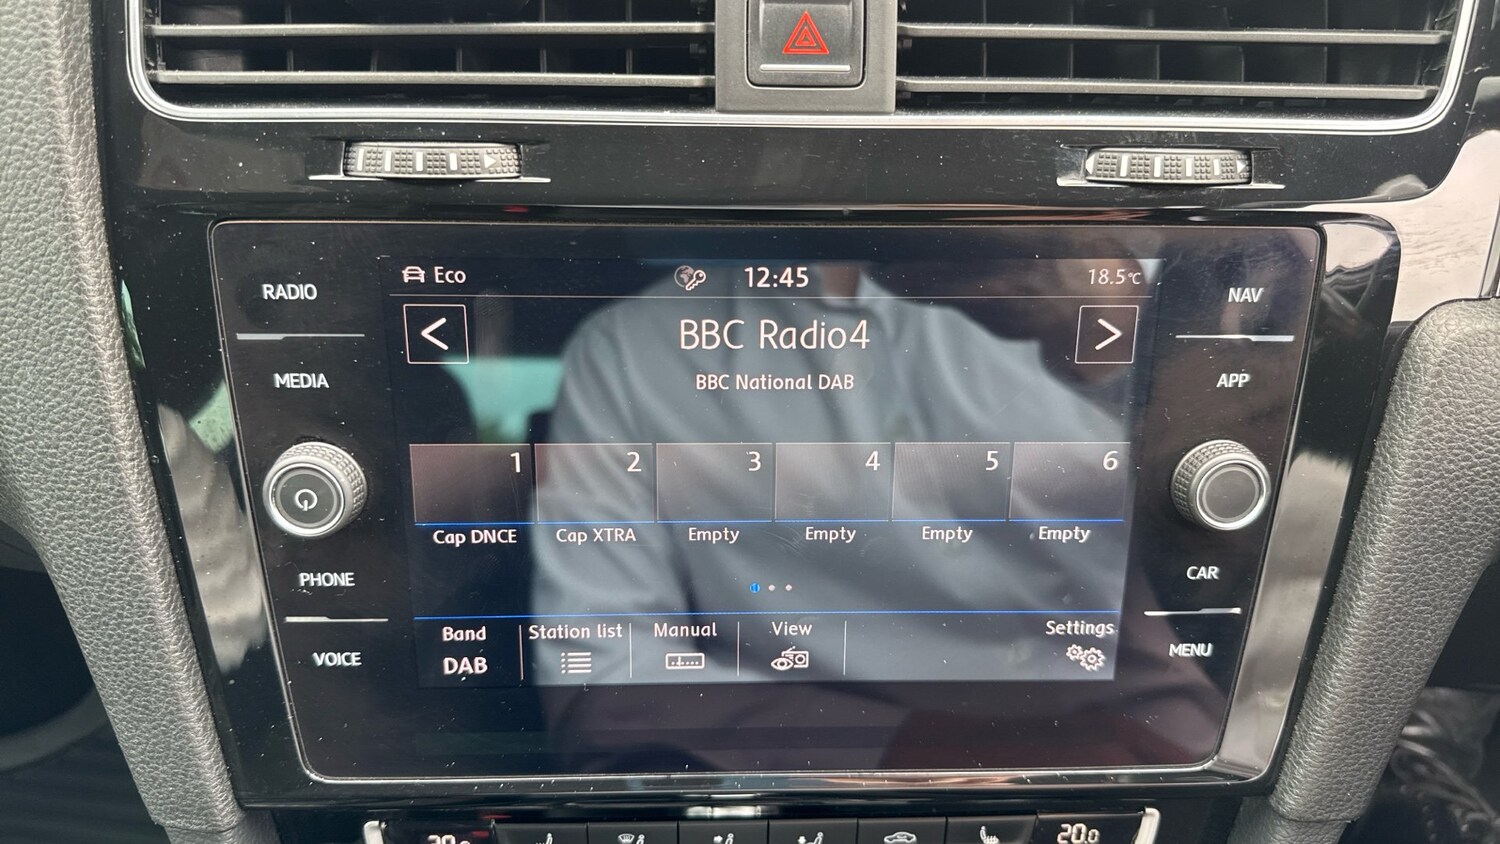 Eco 12:45 18.5°C
RADIO
NAV
< BBC Radio4 >
MEDIA
BBC National DAB
APP
1 2 3 4 5 6
Cap DNCE Cap XTRA Empty Empty Empty Empty
PHONE
CAR
Band Station list Manual View Settings
DAB
VOICE
MENU
20.0